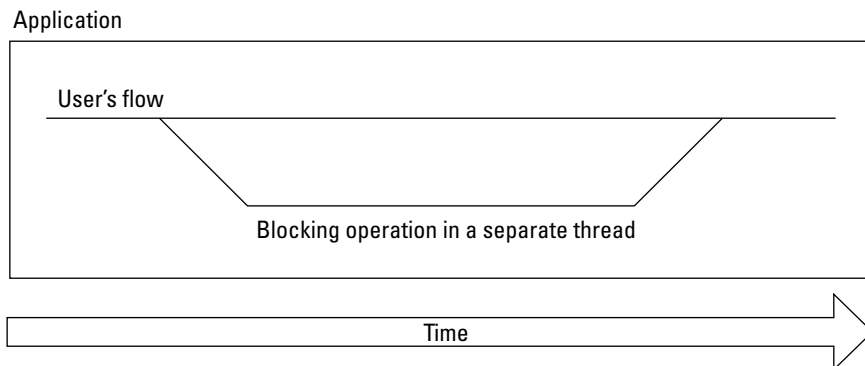 Application
User's flow
Blocking operation in a separate thread
Time